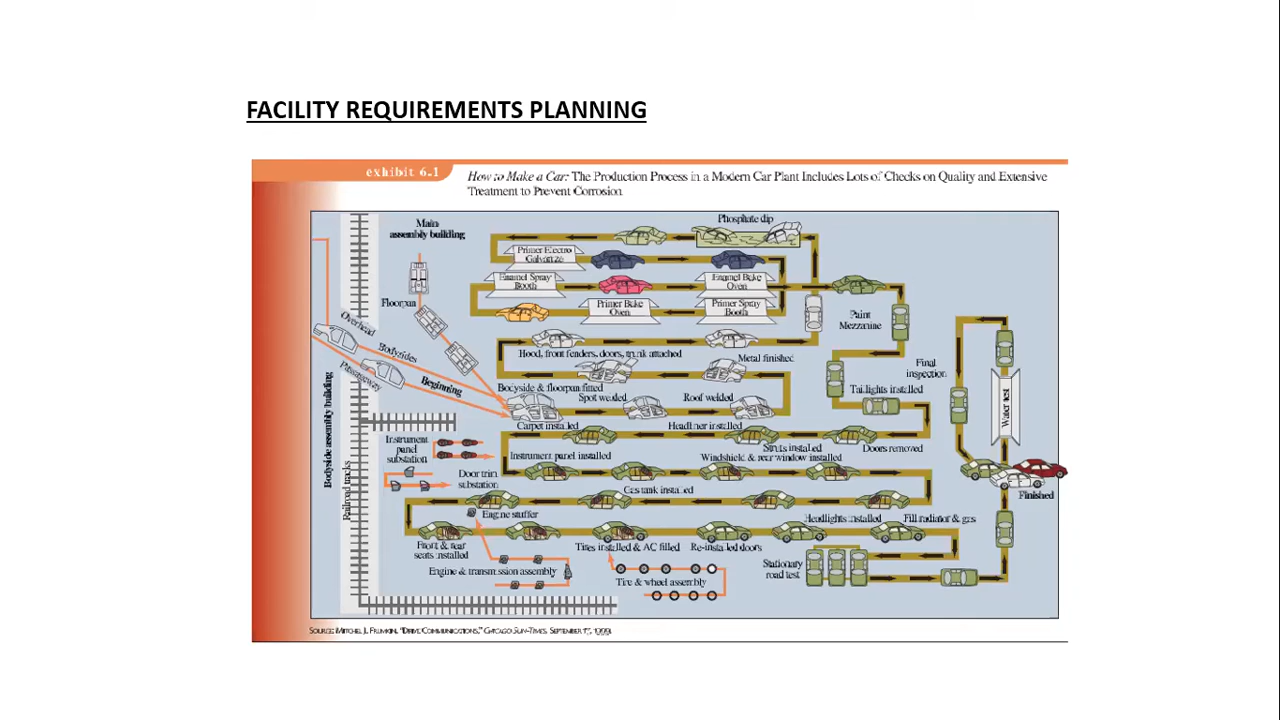 FACILITY REQUIREMENTS PLANNING
exhibit 6.1
How to Make a Car: The Production Process in a Modern Car Plant Includes Lots of Checks on Quality and Extensive
Treatment to Prevent Corrosion
Main
assembly building
Phosphate dip
Primer Electro
Galvanize
Enamel Spray
Booth
Enamel Bake
Oven
Primer Bake
Oven
Primer Spray
Booth
Floorpan
Paint
Mezzanine
Overhead
Passageway
Bodysides
Beginning
Hood, front fenders, doors, trunk attached
Metal finished
Final
inspection
Bodyside & floorpan fitted
Spot welded
Roof welded
Taillights installed
Water test
Bodyside assembly building
Railroad tracks
Carpet installed
Headliner installed
Instrument
panel
substation
Instrument panel installed
Struts installed
Doors removed
Windshield & rear window installed
Door trim
substation
Gas tank installed
Finished
Engine stuffer
Headlights installed
Fill radiator & gas
Front & rear
seats installed
Tires installed & AC filled
Re-installed doors
Engine & transmission assembly
Tire & wheel assembly
Stationary
road test
SOURCE: MITCHEL J. FRUMKIN, "DRIVE COMMUNICATIONS," CHICAGO SUN-TIMES, SEPTEMBER 17, 1999.